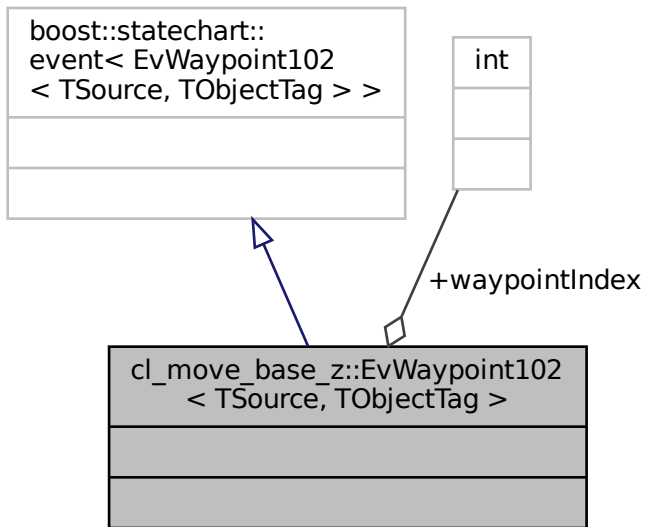 boost::statechart::
event< EvWaypoint102
< TSource, TObjectTag > >
int
+waypointIndex
cl_move_base_z::EvWaypoint102
< TSource, TObjectTag >